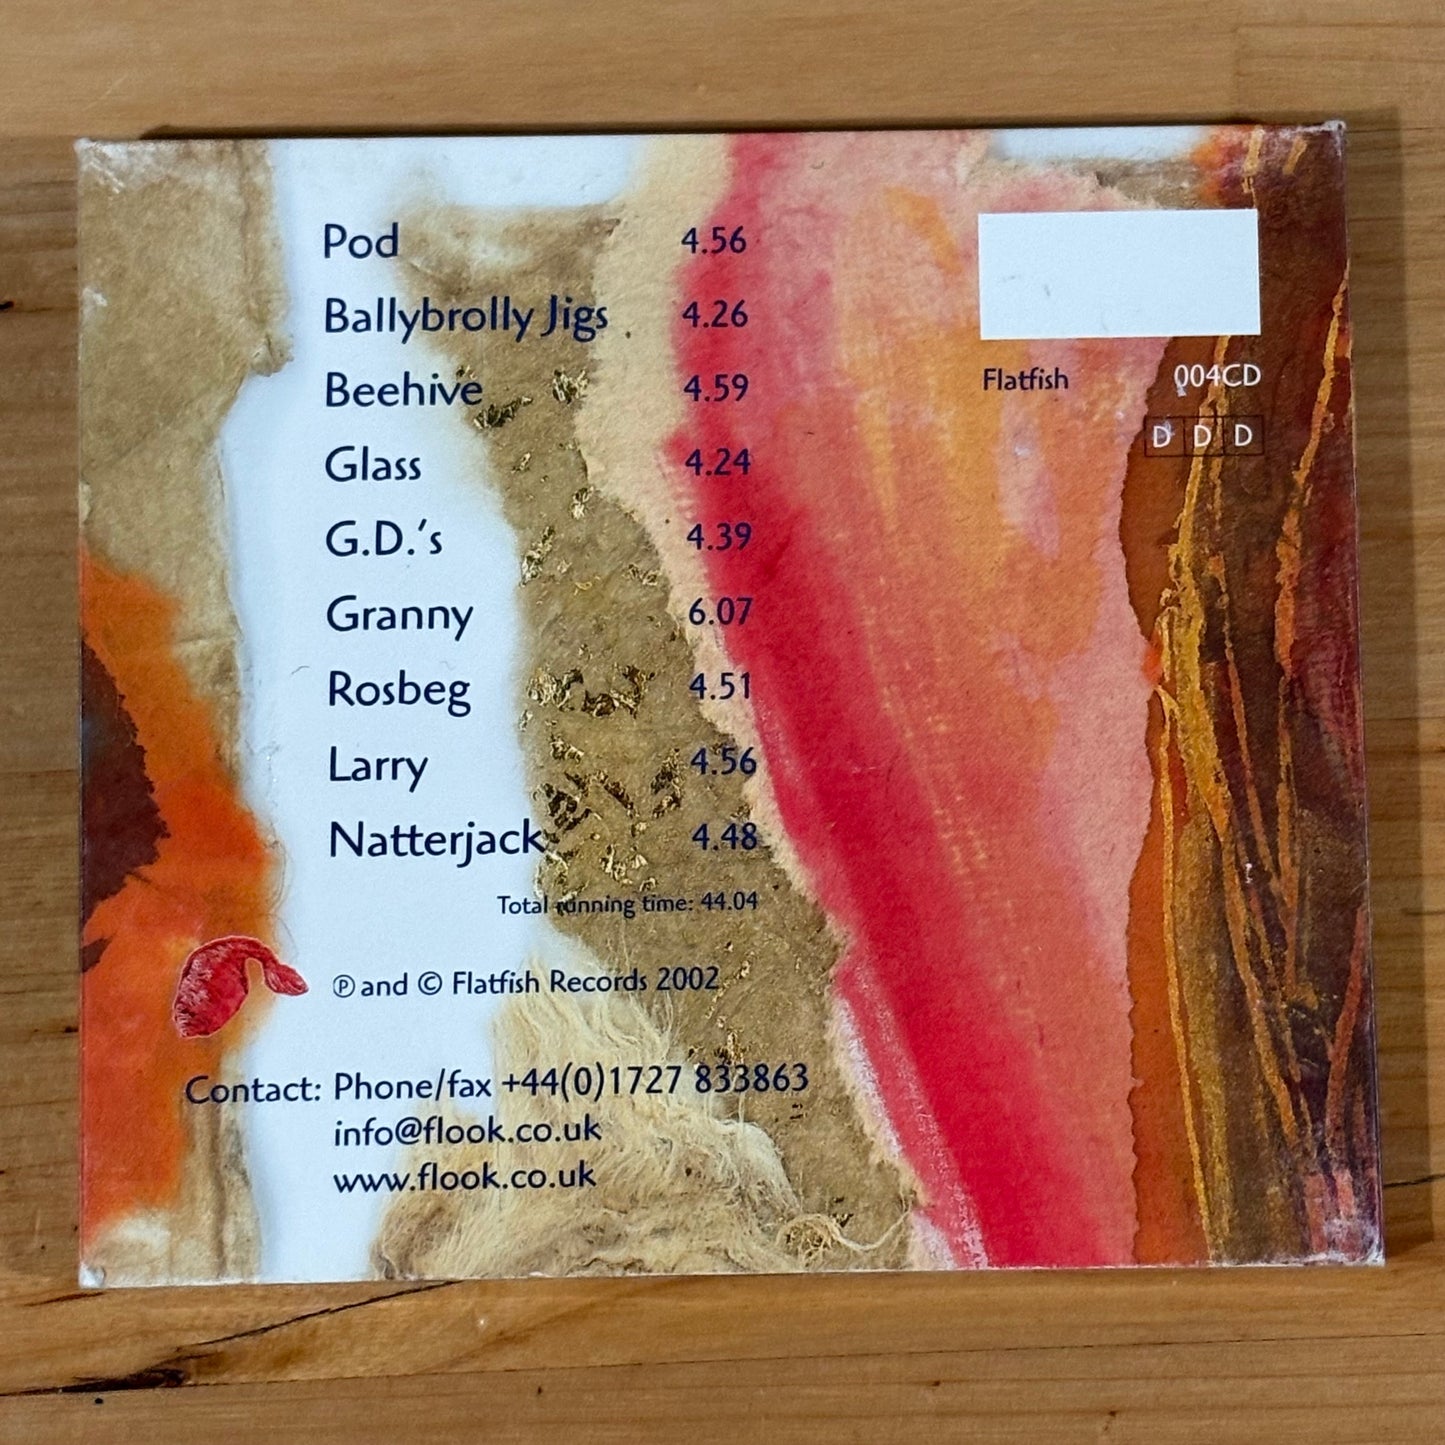 Pod 4.56
Ballybrolly Jigs 4.26
Beehive 4.59
Glass 4.24
G.D.'s 4.39
Granny 6.07
Rosbeg 4.51
Larry 4.56
Natterjack 4.48
Total running time: 44.04
℗ and © Flatfish Records 2002
Contact: Phone/fax +44(0)1727 833863
info@flook.co.uk
www.flook.co.uk
Flatfish 004CD
D D D